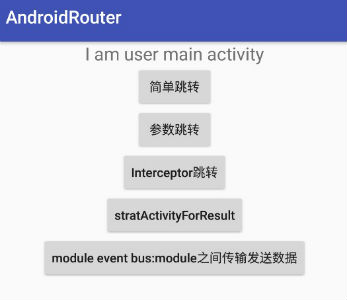 AndroidRouter
I am user main activity
简单跳转
参数跳转
Interceptor跳转
stratActivityForResult
module event bus:module之间传输发送数据